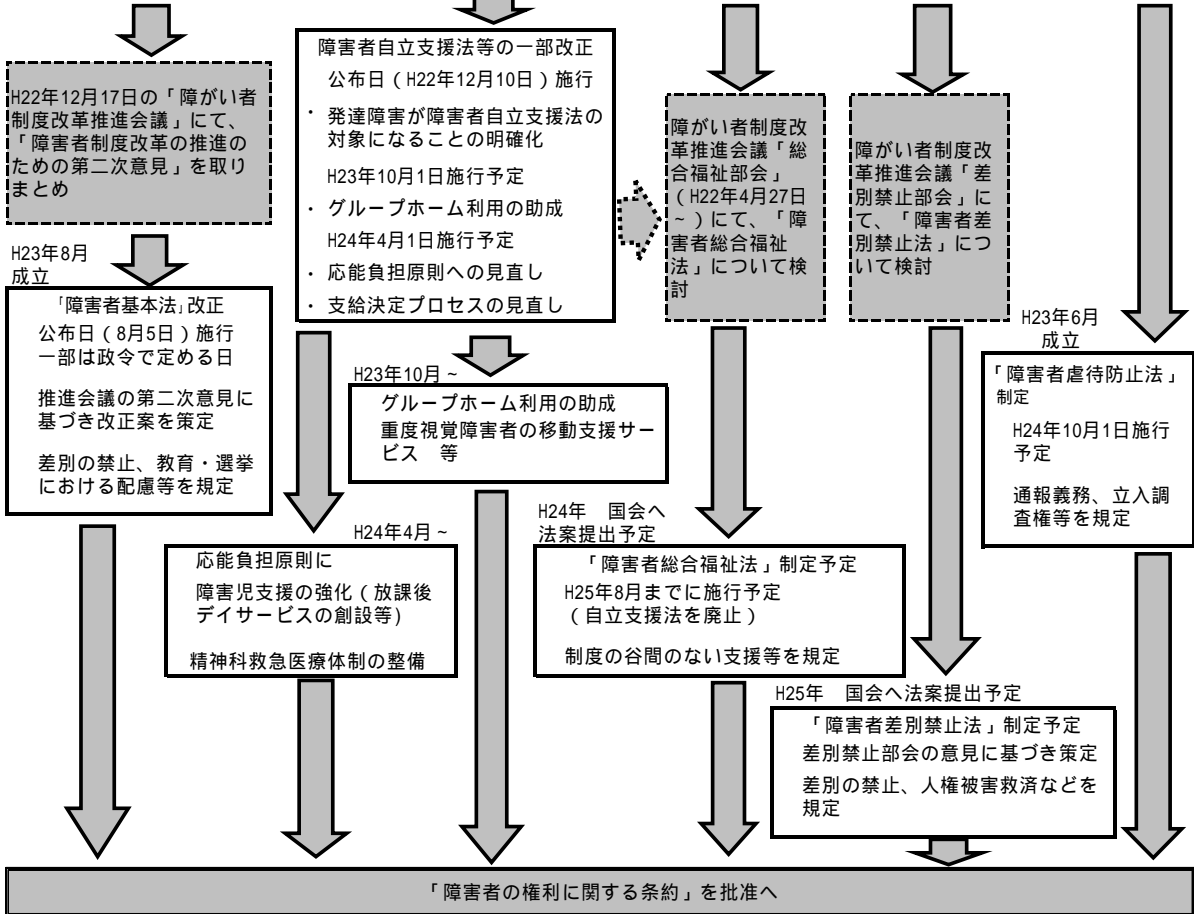 障害者自立支援法等の一部改正
公布日(H22年12月10日)施行
・ 発達障害が障害者自立支援法の
対象になることの明確化
H23年10月1日施行予定
・ グループホーム利用の助成
H24年4月1日施行予定
・ 応能負担原則への見直し
・ 支給決定プロセスの見直し
H22年12月17日の「障がい者
制度改革推進会議」にて、
「障害者制度改革の推進の
ための第二次意見」を取り
まとめ
障がい者制度改
革推進会議「総
合福祉部会」
(H22年4月27日
~)にて、「障
害者総合福祉
法」について検
討
障がい者制度改
革推進会議「差
別禁止部会」に
て、「障害者差
別禁止法」につ
いて検討
H23年8月
成立
「障害者基本法」改正
公布日(8月5日)施行
一部は政令で定める日
推進会議の第二次意見に
基づき改正案を策定
差別の禁止、教育・選挙
における配慮等を規定
H23年6月
成立
「障害者虐待防止法」
制定
H24年10月1日施行
予定
通報義務、立入調
査権等を規定
H23年10月~
グループホーム利用の助成
重度視覚障害者の移動支援サー
ビス 等
H24年4月~
応能負担原則に
障害児支援の強化(放課後
デイサービスの創設等)
精神科救急医療体制の整備
H24年 国会へ
法案提出予定
「障害者総合福祉法」制定予定
H25年8月までに施行予定
(自立支援法を廃止)
制度の谷間のない支援等を規定
H25年 国会へ法案提出予定
「障害者差別禁止法」制定予定
差別禁止部会の意見に基づき策定
差別の禁止、人権被害救済などを
規定
「障害者の権利に関する条約」を批准へ